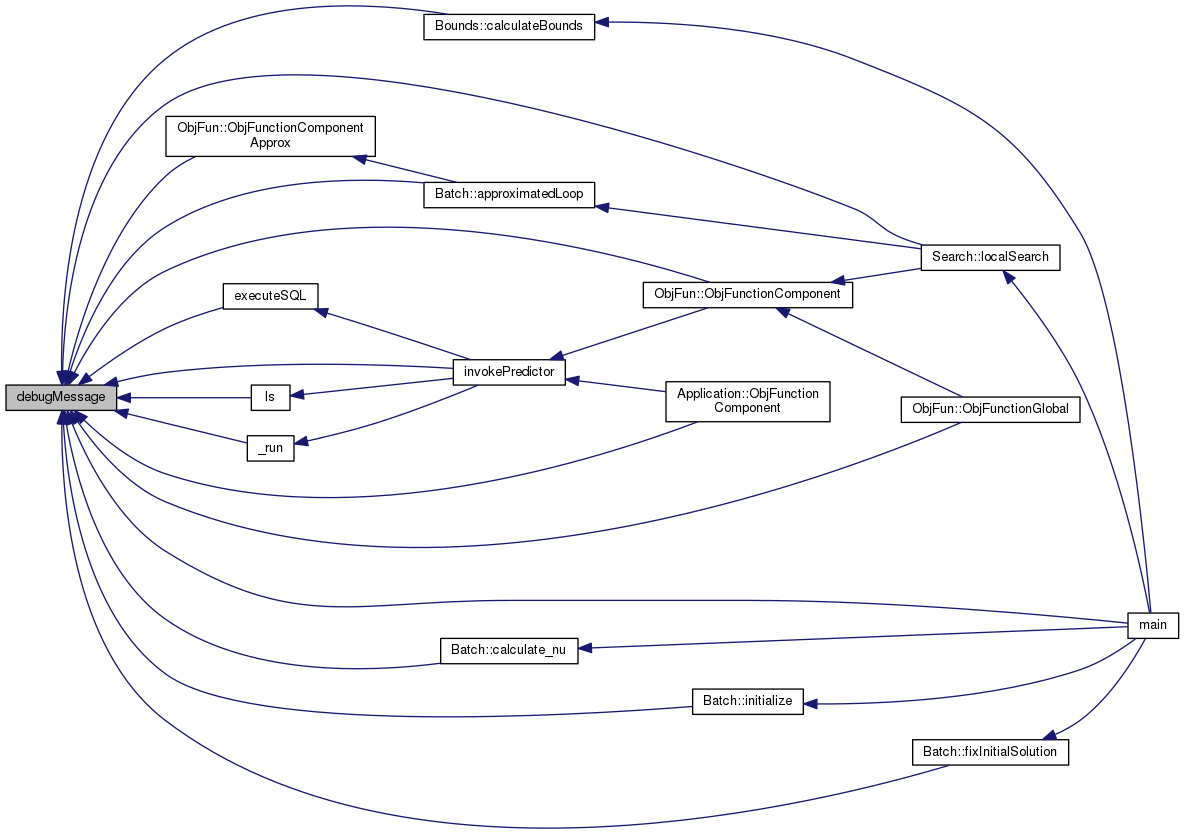 Bounds::calculateBounds
ObjFun::ObjFunctionComponent
Approx
Batch::approximatedLoop
Search::localSearch
executeSQL
ObjFun::ObjFunctionComponent
invokePredictor
debugMessage
ls
Application::ObjFunction
Component
ObjFun::ObjFunctionGlobal
_run
main
Batch::calculate_nu
Batch::initialize
Batch::fixInitialSolution